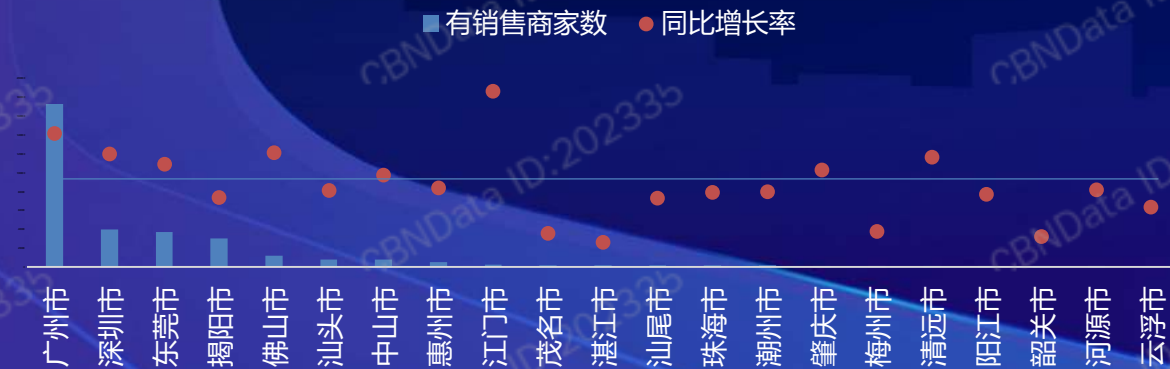 有销售商家数 同比增长率
CBNData ID:202335
CBNData ID:202335
CBNData ID
广州市
深圳市
东莞市
揭阳市
佛山市
汕头市
中山市
惠州市
江门市
茂名市
湛江市
汕尾市
珠海市
潮州市
肇庆市
梅州市
清远市
阳江市
韶关市
河源市
云浮市